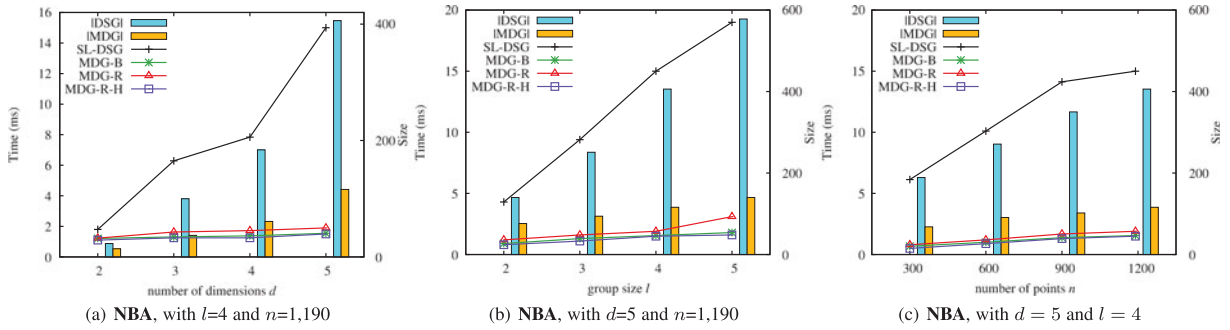 16
14
12
10
8
6
4
2
0
Time (ms)
|DSG|
|MDG|
SL-DSG
MDG-B
MDG-R
MDG-R-H
400
200
0
Size
2 3 4 5
number of dimensions d
(a) NBA, with l=4 and n=1,190
20
15
10
5
0
Time (ms)
|DSG|
|MDG|
SL-DSG
MDG-B
MDG-R
MDG-R-H
600
400
200
0
Size
2 3 4 5
group size l
(b) NBA, with d=5 and n=1,190
20
15
10
5
0
Time (ms)
|DSG|
|MDG|
SL-DSG
MDG-B
MDG-R
MDG-R-H
600
400
200
0
Size
300 600 900 1200
number of points n
(c) NBA, with d = 5 and l = 4